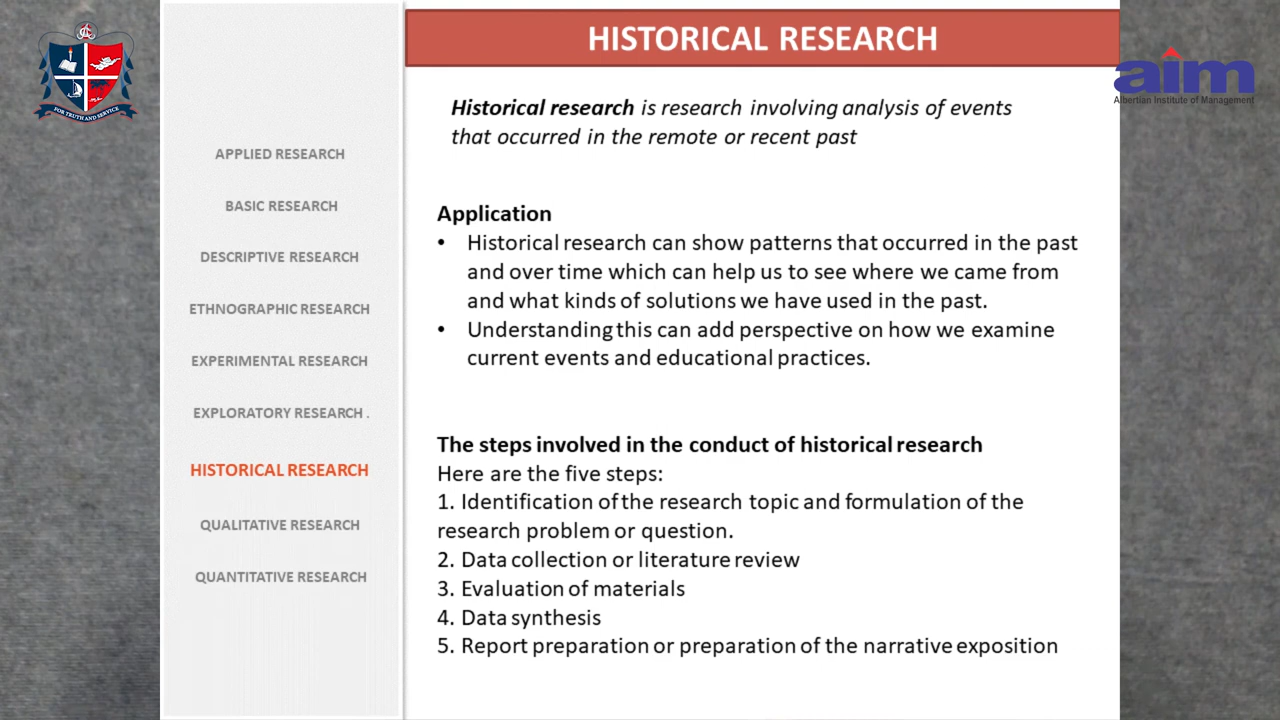 HISTORICAL RESEARCH
aim
Albertian Institute of Management
FOR TRUTH AND SERVICE
APPLIED RESEARCH
BASIC RESEARCH
DESCRIPTIVE RESEARCH
ETHNOGRAPHIC RESEARCH
EXPERIMENTAL RESEARCH
EXPLORATORY RESEARCH .
HISTORICAL RESEARCH
QUALITATIVE RESEARCH
QUANTITATIVE RESEARCH
Historical research is research involving analysis of events
that occurred in the remote or recent past
Application
• Historical research can show patterns that occurred in the past
and over time which can help us to see where we came from
and what kinds of solutions we have used in the past.
• Understanding this can add perspective on how we examine
current events and educational practices.
The steps involved in the conduct of historical research
Here are the five steps:
1. Identification of the research topic and formulation of the
research problem or question.
2. Data collection or literature review
3. Evaluation of materials
4. Data synthesis
5. Report preparation or preparation of the narrative exposition